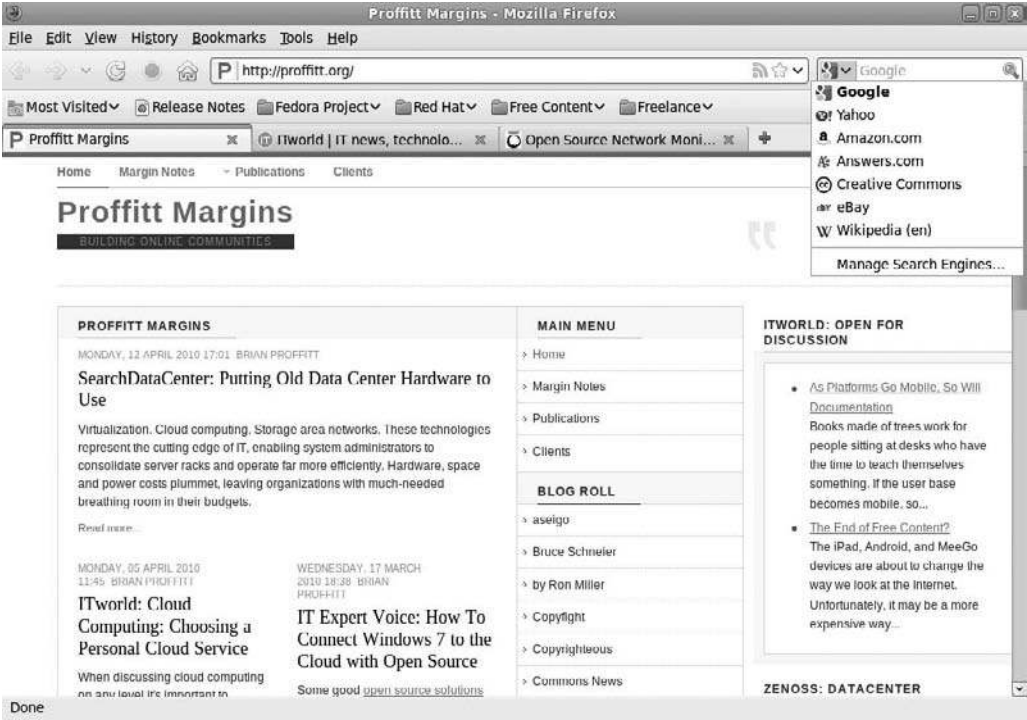 Proffitt Margins - Mozilla Firefox
File Edit View History Bookmarks Tools Help
P http://proffitt.org/
Google
Most Visited Release Notes Fedora Project Red Hat Free Content Freelance
P Proffitt Margins ITworld | IT news, technolo... Open Source Network Moni...
Google
Yahoo
Amazon.com
Answers.com
Creative Commons
eBay
Wikipedia (en)
Manage Search Engines...
Home Margin Notes Publications Clients
Proffitt Margins
BUILDING ONLINE COMMUNITIES
PROFFITT MARGINS
MONDAY, 12 APRIL 2010 17:01 BRIAN PROFFITT
SearchDataCenter: Putting Old Data Center Hardware to
Use
Virtualization. Cloud computing. Storage area networks. These technologies
represent the cutting edge of IT, enabling system administrators to
consolidate server racks and operate far more efficiently. Hardware, space
and power costs plummet, leaving organizations with much-needed
breathing room in their budgets.
Read more...
MONDAY, 05 APRIL 2010
11:45 BRIAN PROFFITT
ITworld: Cloud
Computing: Choosing a
Personal Cloud Service
When discussing cloud computing
on any level it's important to
WEDNESDAY, 17 MARCH
2010 18:38 BRIAN
PROFFITT
IT Expert Voice: How To
Connect Windows 7 to the
Cloud with Open Source
Some good open source solutions
MAIN MENU
Home
Margin Notes
Publications
Clients
BLOG ROLL
aseigo
Bruce Schneier
by Ron Miller
Copyfight
Copyrighteous
Commons News
ITWORLD: OPEN FOR
DISCUSSION
As Platforms Go Mobile, So Will
Documentation
Books made of trees work for
people sitting at desks who have
the time to teach themselves
something. If the user base
becomes mobile, so...
The End of Free Content?
The iPad, Android, and MeeGo
devices are about to change the
way we look at the Internet.
Unfortunately, it may be a more
expensive way...
ZENOSS: DATACENTER
Done